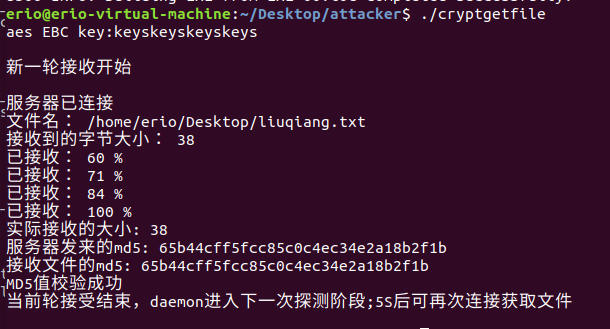 erio@erio-virtual-machine:~/Desktop/attacker$ ./cryptgetfile
aes EBC key:keyskeyskeyskeys
新一轮接收开始
服务器已连接
文件名： /home/erio/Desktop/liuqiang.txt
接收到的字节大小： 38
已接收： 60 %
已接收： 71 %
已接收： 84 %
已接收： 100 %
实际接收的大小: 38
服务器发来的md5: 65b44cff5fcc85c0c4ec34e2a18b2f1b
接收文件的md5: 65b44cff5fcc85c0c4ec34e2a18b2f1b
MD5值校验成功
当前轮接受结束，daemon进入下一次探测阶段;5S后可再次连接获取文件